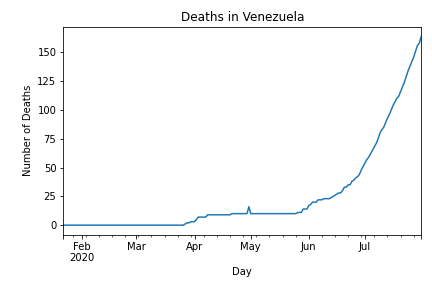 Deaths in Venezuela
Number of Deaths
150
125
100
75
50
25
0
Feb
2020
Mar
Apr
May
Jun
Jul
Day